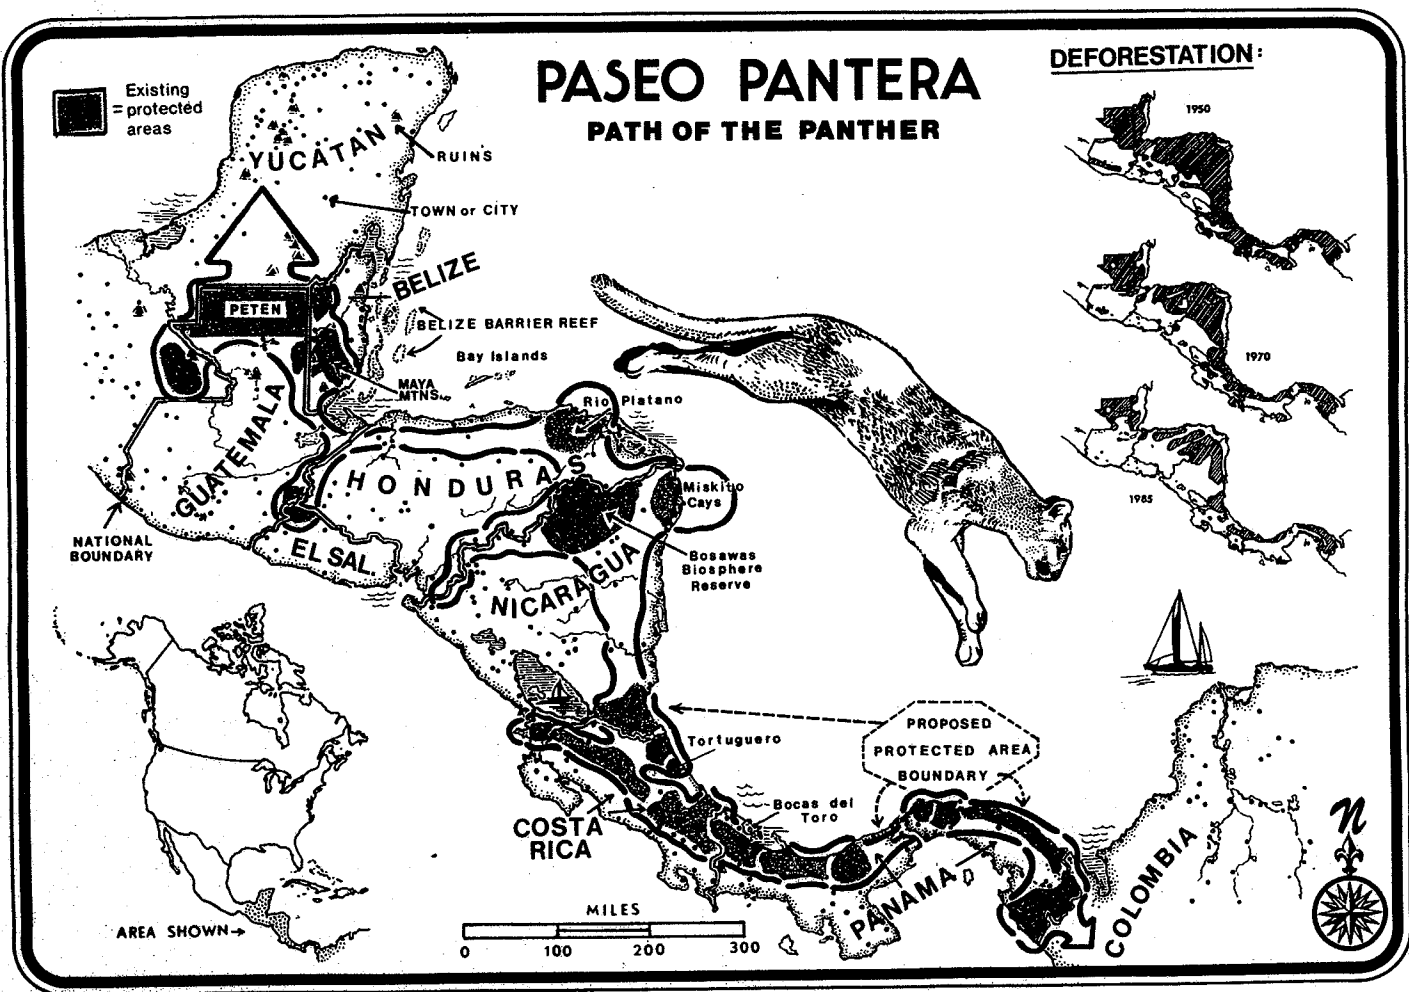 PASEO PANTERA
PATH OF THE PANTHER
DEFORESTATION:
1950
1970
1985
Existing
= protected
areas
YUCATAN
RUINS
TOWN or CITY
BELIZE
PETEN
BELIZE BARRIER REEF
Bay Islands
MAYA
MTNS.
Rio Platano
GUATEMALA
HONDURAS
Miskito
Cays
NATIONAL
BOUNDARY
EL SAL.
Bosawas
Biosphere
Reserve
NICARAGUA
PROPOSED
PROTECTED AREA
BOUNDARY
Tortuguero
Bocas del
Toro
COSTA
RICA
PANAMA
COLOMBIA
N
AREA SHOWN
MILES
0 100 200 300